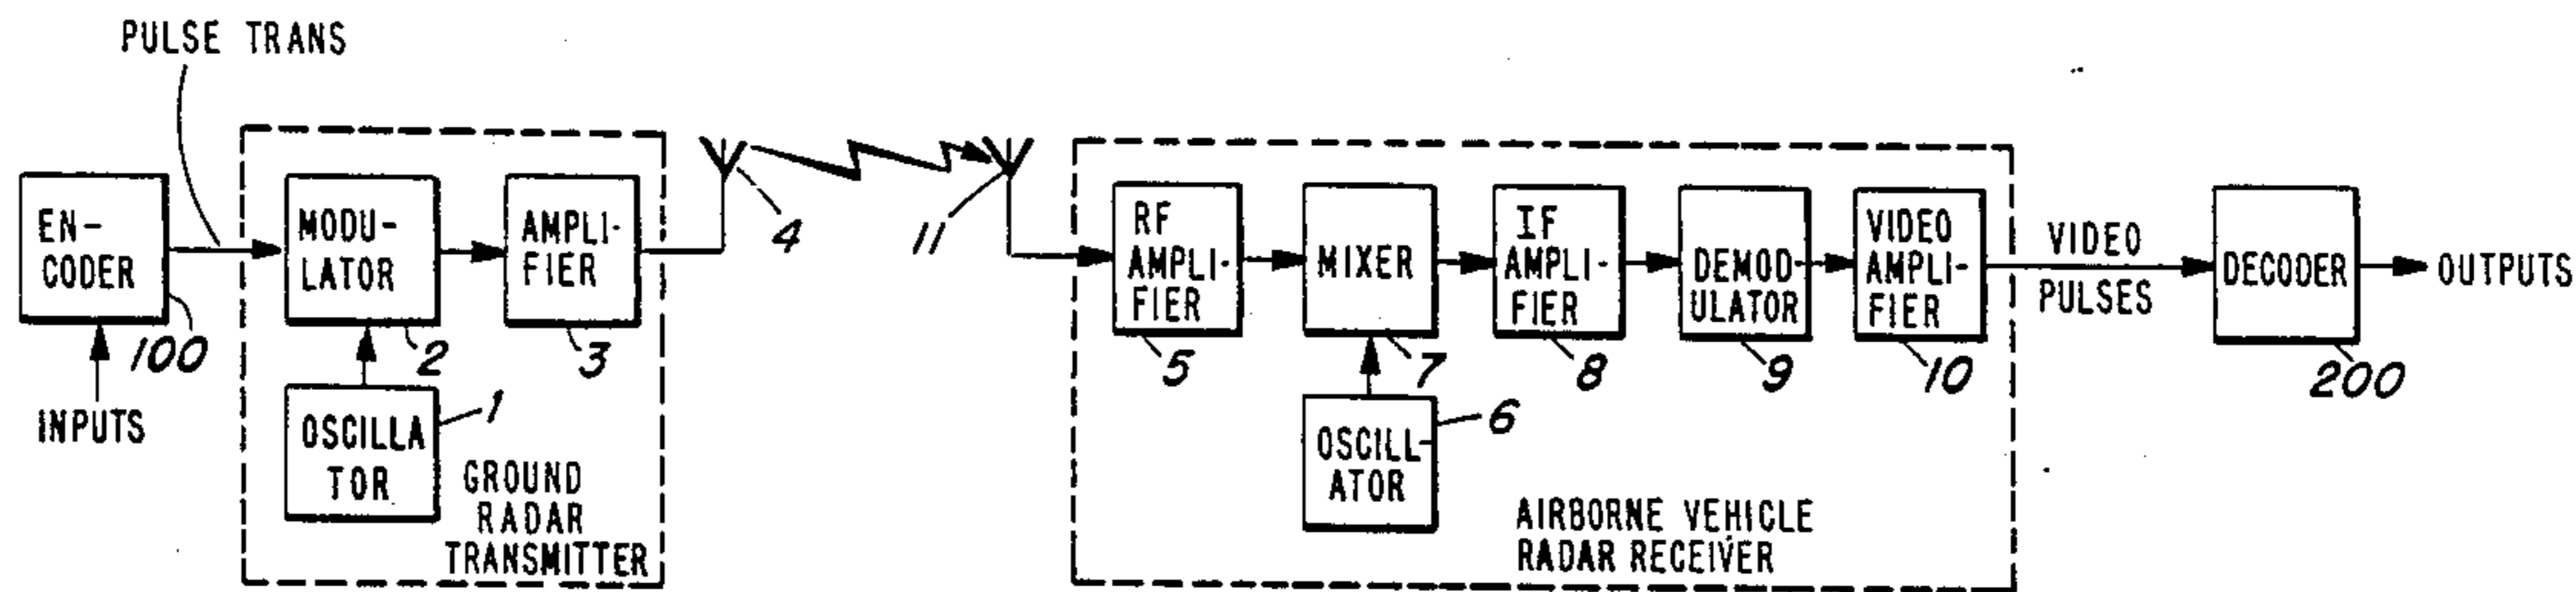 PULSE TRANS
EN-
CODER
100
INPUTS
MODU-
LATOR
2
AMPLI-
FIER
3
OSCILLA
TOR
1
GROUND
RADAR
TRANSMITTER
4
11
RF
AMPLI-
FIER
5
MIXER
7
OSCILL-
ATOR
6
IF
AMPLI-
FIER
8
DEMOD-
ULATOR
9
VIDEO
AMPLI-
FIER
10
AIRBORNE VEHICLE
RADAR RECEIVER
VIDEO
PULSES
DECODER
200
OUTPUTS